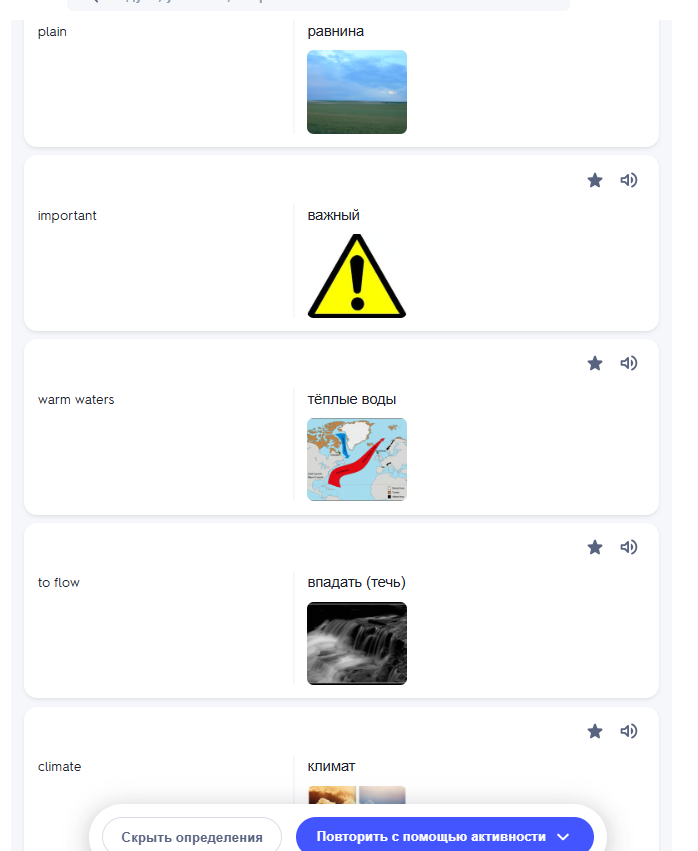 plain
равнина
important
важный
warm waters
тёплые воды
to flow
впадать (течь)
climate
климат
Скрыть определения
Повторить с помощью активности